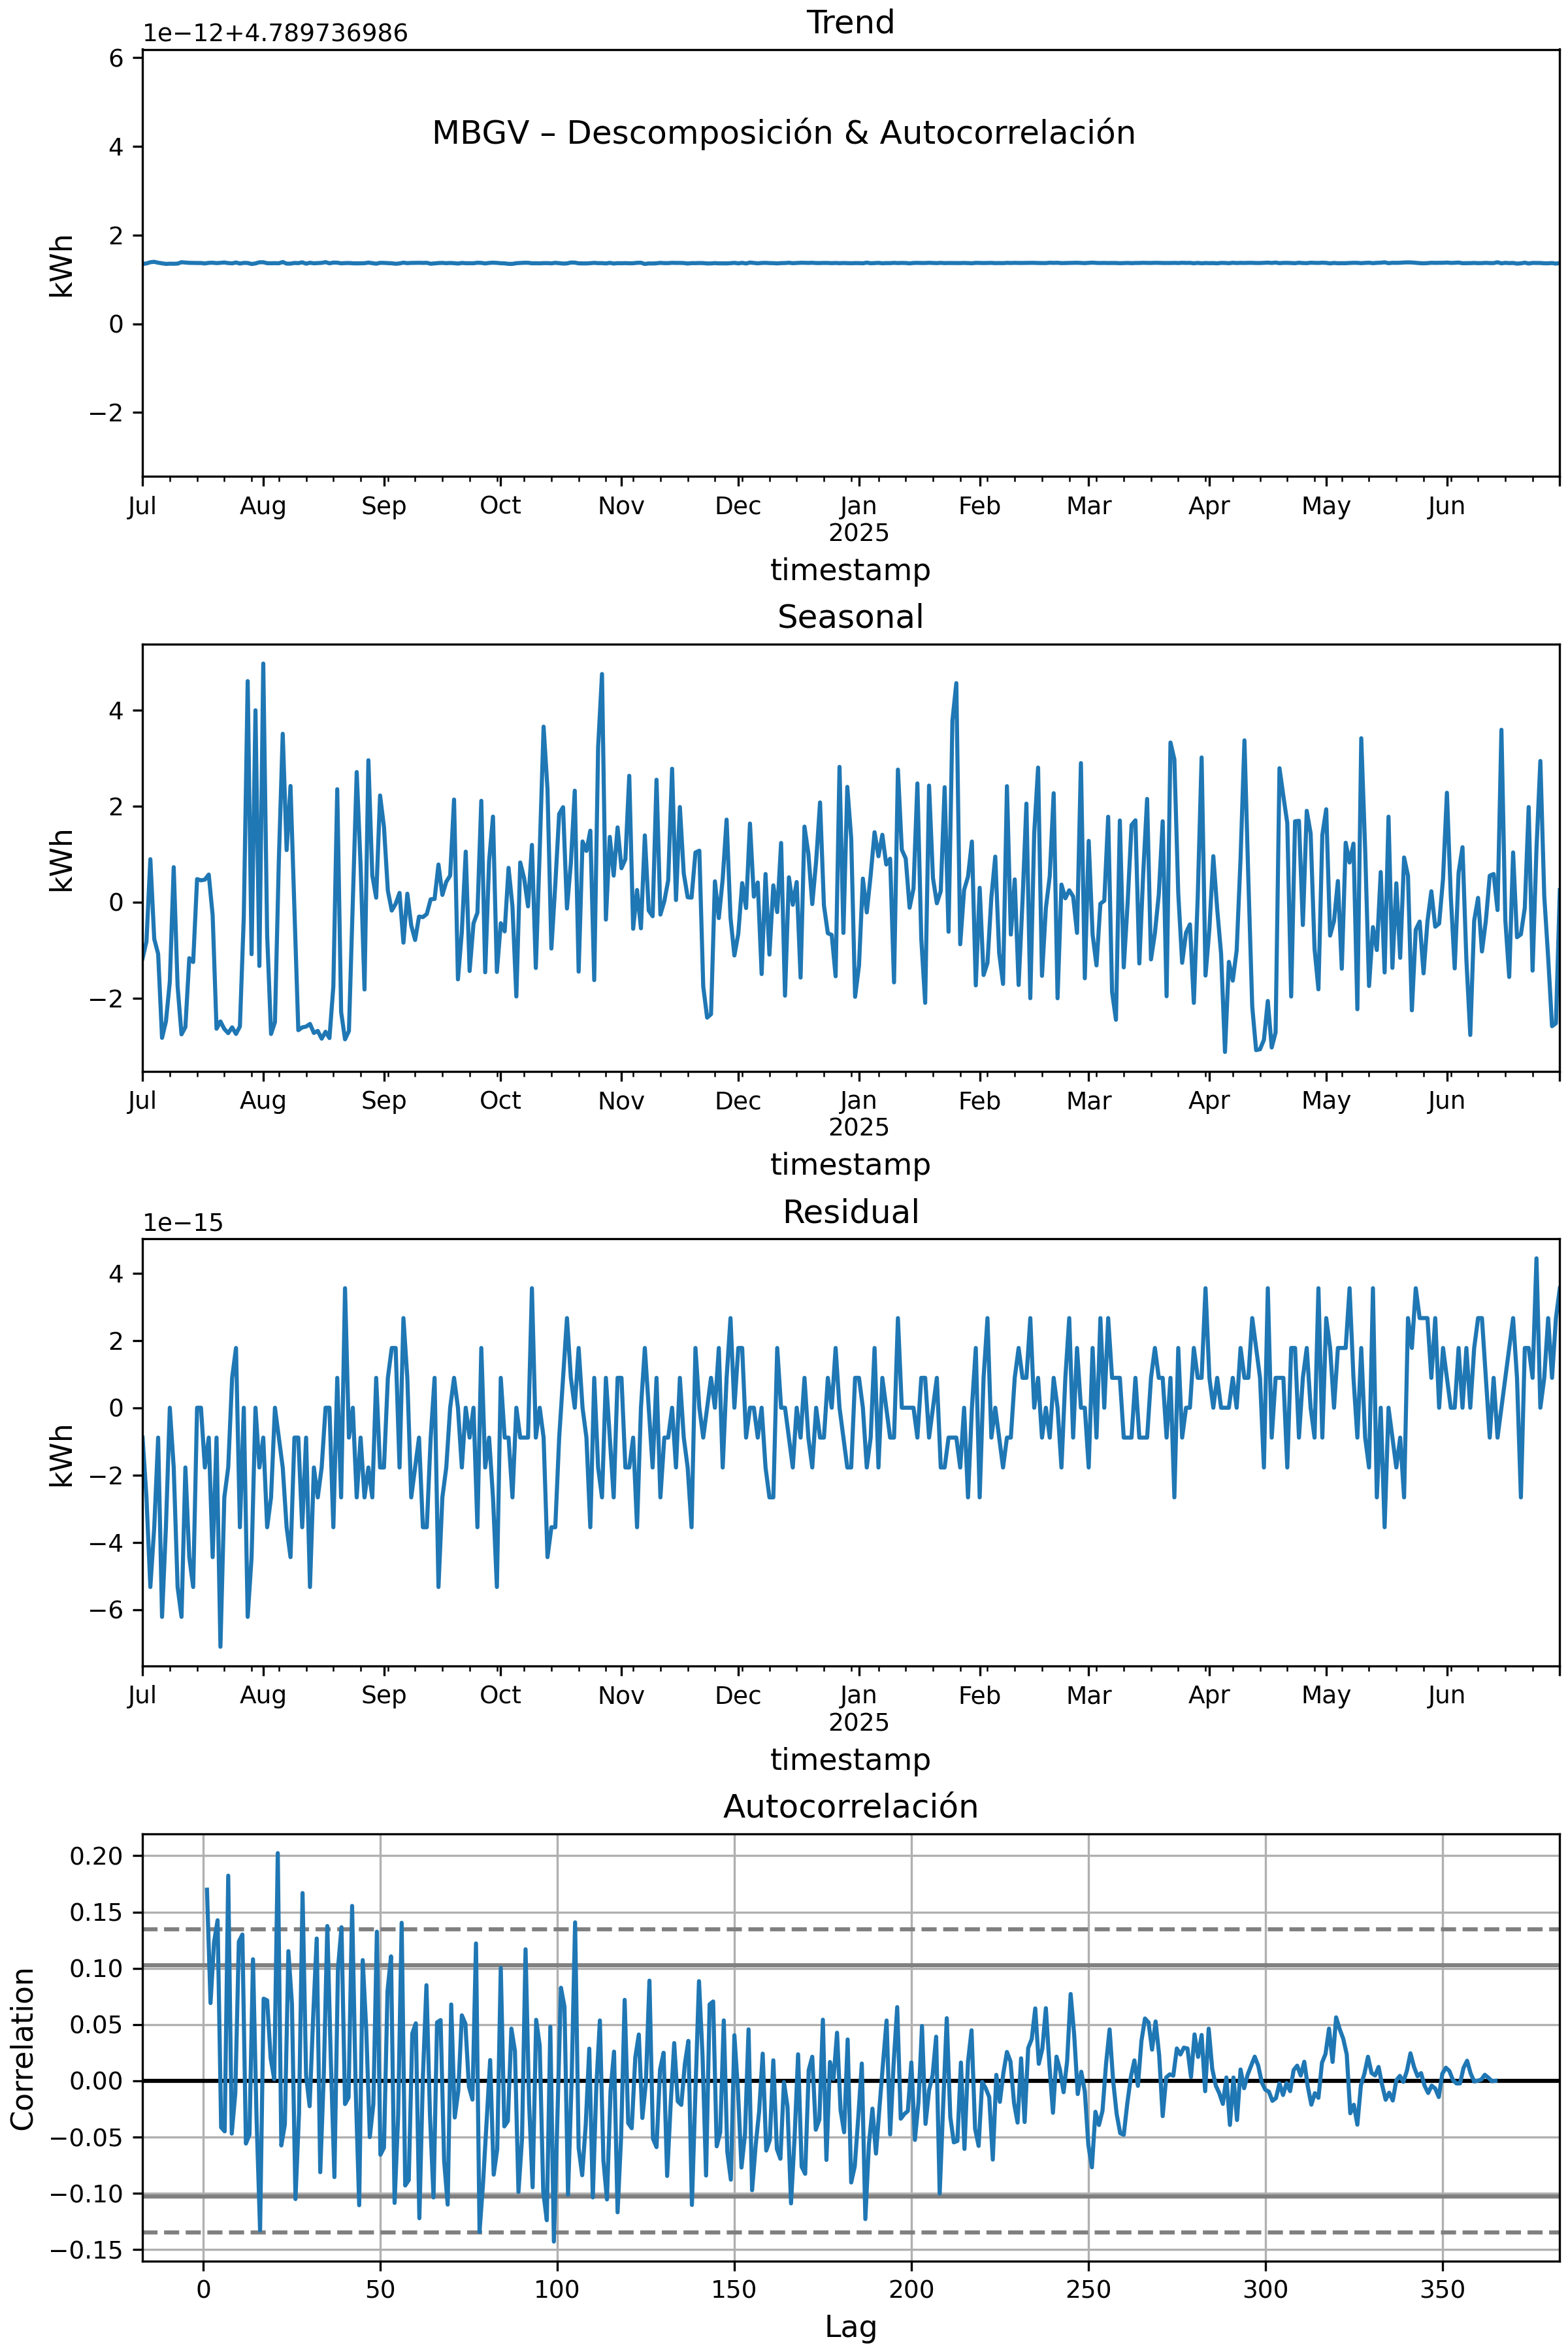 Trend
1e−12+4.789736986
MBGV – Descomposición & Autocorrelación
kWh
6
4
2
0
−2
Jul Aug Sep Oct Nov Dec Jan Feb Mar Apr May Jun
2025
timestamp
Seasonal
kWh
4
2
0
−2
Jul Aug Sep Oct Nov Dec Jan Feb Mar Apr May Jun
2025
timestamp
Residual
1e−15
kWh
4
2
0
−2
−4
−6
Jul Aug Sep Oct Nov Dec Jan Feb Mar Apr May Jun
2025
timestamp
Autocorrelación
Correlation
0.20
0.15
0.10
0.05
0.00
−0.05
−0.10
−0.15
0 50 100 150 200 250 300 350
Lag